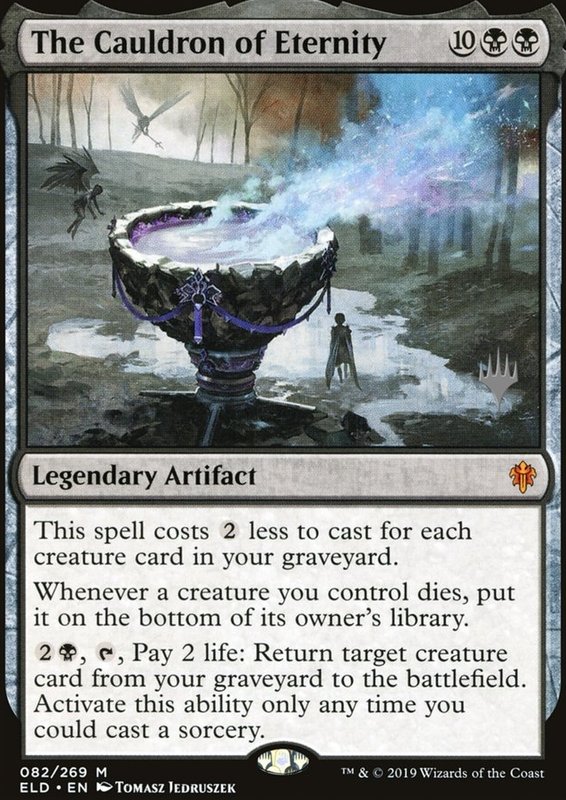 The Cauldron of Eternity 10
Legendary Artifact
This spell costs 2 less to cast for each
creature card in your graveyard.
Whenever a creature you control dies, put
it on the bottom of its owner's library.
2, , Pay 2 life: Return target creature
card from your graveyard to the battlefield.
Activate this ability only any time you
could cast a sorcery.
082/269 M
ELD • EN Tomasz Jedruszek
™ & © 2019 Wizards of the Coast